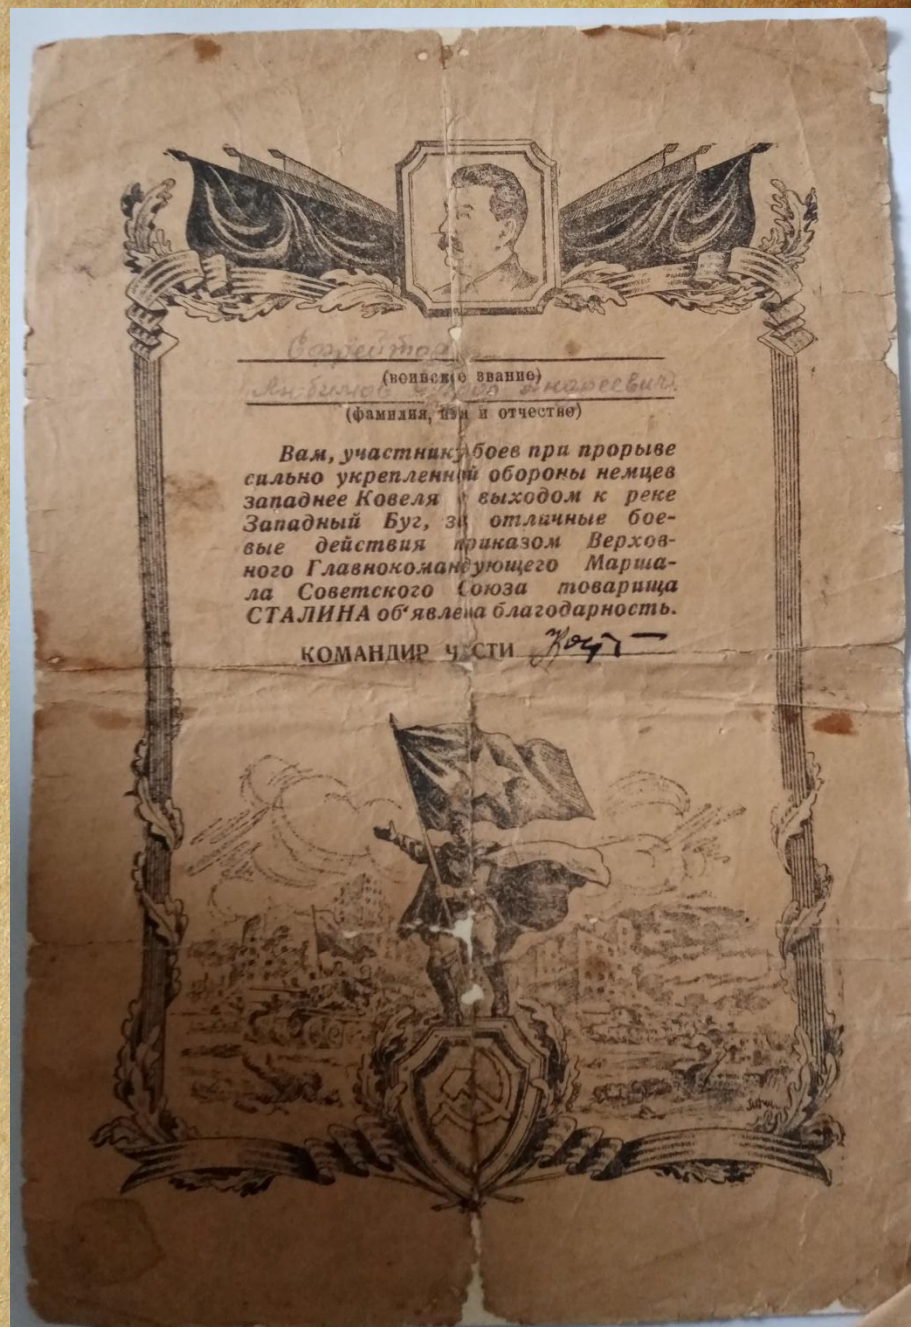 Ефрейтор
(воинское звание)
Андреевич
(фамилия, имя и отчество)
Вам, участнику боев при прорыве
сильно укрепленной обороны немцев
западнее Ковеля и выходом к реке
Западный Буг, за отличные бое-
вые действия приказом Верхов-
ного Главнокомандующего Марша-
ла Советского Союза товарища
СТАЛИНА об‘явлена благодарность.
КОМАНДИР ЧАСТИ